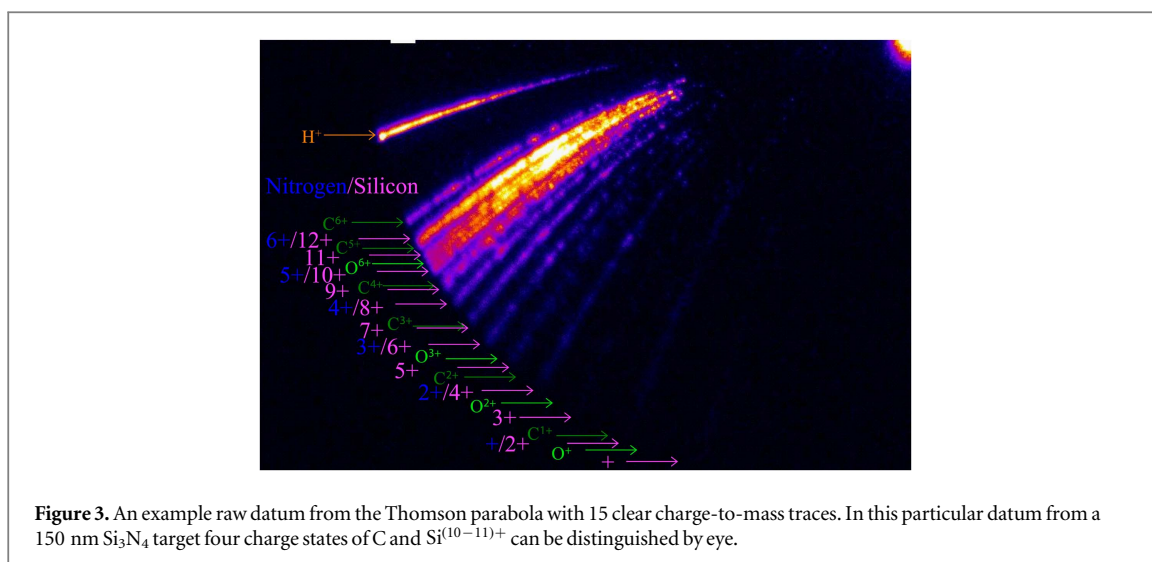 H⁺
Nitrogen/Silicon
C⁶⁺
6+/12+
C⁵⁺
11+
O⁶⁺
5+/10+
9+ C⁴⁺
4+/8+
7+ C³⁺
3+/6+
O³⁺
5+
C²⁺
2+/4+
O²⁺
3+
C¹⁺
+/2+
O⁺
+
Figure 3. An example raw datum from the Thomson parabola with 15 clear charge-to-mass traces. In this particular datum from a
150 nm Si₃N₄ target four charge states of C and Si⁽¹⁰⁻¹¹⁾⁺ can be distinguished by eye.